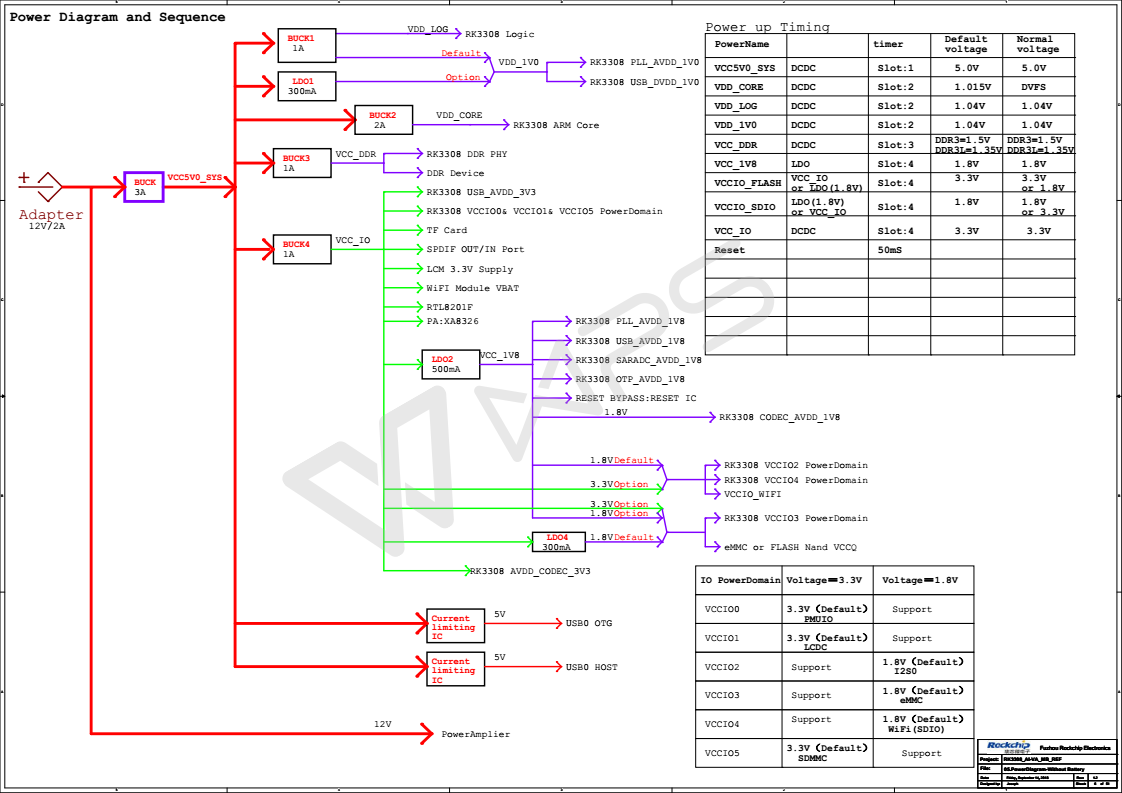 Power Diagram and Sequence
BUCK1
1A
VDD_LOG
RK3308 Logic
Default
VDD_1V0
Option
RK3308 PLL_AVDD_1V0
RK3308 USB_DVDD_1V0
LDO1
300mA
BUCK2
2A
VDD_CORE
RK3308 ARM Core
BUCK3
1A
VCC_DDR
RK3308 DDR PHY
DDR Device
Adapter
12V/2A
BUCK
3A
VCC5V0_SYS
BUCK4
1A
VCC_IO
RK3308 USB_AVDD_3V3
RK3308 VCCIO0& VCCIO1& VCCIO5 PowerDomain
TF Card
SPDIF OUT/IN Port
LCM 3.3V Supply
WiFI Module VBAT
RTL8201F
PA:XA8326
LDO2
500mA
VCC_1V8
RK3308 PLL_AVDD_1V8
RK3308 USB_AVDD_1V8
RK3308 SARADC_AVDD_1V8
RK3308 OTP_AVDD_1V8
RESET BYPASS:RESET IC
1.8V
RK3308 CODEC_AVDD_1V8
1.8VDefault
3.3VOption
RK3308 VCCIO2 PowerDomain
RK3308 VCCIO4 PowerDomain
VCCIO_WIFI
3.3VOption
1.8VOption
RK3308 VCCIO3 PowerDomain
LDO4
300mA
1.8VDefault
eMMC or FLASH Nand VCCQ
RK3308 AVDD_CODEC_3V3
Current
limiting
IC
5V
USB0 OTG
Current
limiting
IC
5V
USB0 HOST
12V
PowerAmplier
Power up Timing
PowerName timer Default voltage Normal voltage
VCC5V0_SYS DCDC Slot:1 5.0V 5.0V
VDD_CORE DCDC Slot:2 1.015V DVFS
VDD_LOG DCDC Slot:2 1.04V 1.04V
VDD_1V0 DCDC Slot:2 1.04V 1.04V
VCC_DDR DCDC Slot:3 DDR3=1.5V DDR3L=1.35V DDR3=1.5V DDR3L=1.35V
VCC_1V8 LDO Slot:4 1.8V 1.8V
VCCIO_FLASH VCC_IO or LDO(1.8V) Slot:4 3.3V 3.3V or 1.8V
VCCIO_SDIO LDO(1.8V) or VCC_IO Slot:4 1.8V 1.8V or 3.3V
VCC_IO DCDC Slot:4 3.3V 3.3V
Reset 50mS
WPS
IO PowerDomain Voltage==3.3V Voltage==1.8V
VCCIO0 3.3V (Default) PMUIO Support
VCCIO1 3.3V (Default) LCDC Support
VCCIO2 Support 1.8V (Default) I2S0
VCCIO3 Support 1.8V (Default) eMMC
VCCIO4 Support 1.8V (Default) WiFi(SDIO)
VCCIO5 3.3V (Default) SDMMC Support
Rockchip
Fuzhou Rockchip Electronics
Project: RK3308_AI-VA_MB_REF
File: 05.PowerDiagram-Without Battery